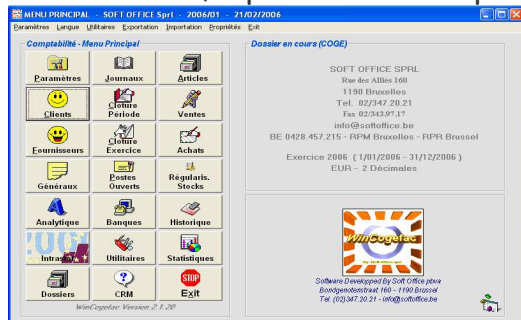 MENU PRINCIPAL - SOFT OFFICE Sprl - 2006/01 - 21/02/2006
Paramètres Langue Utilitaires Exportation Importation Propriétés Exit
Comptabilité - Menu Principal
Paramètres Journaux Articles
Clients Cloture Période Ventes
Fournisseurs Cloture Exercice Achats
Généraux Postes Ouverts Régularis. Stocks
Analytique Banques Historique
Intrastat Utilitaires Statistiques
Dossiers CRM Exit
STOP
WinCogefac Version 2.1.20
Dossier en cours (COGE)
SOFT OFFICE SPRL
Rue des Alliés 160
1190 Bruxelles
Tel. 02/347.20.21
Fax 02/343.97.17
info@softoffice.be
BE 0428.457.215 - RPM Bruxelles - RPR Brussel
Exercice 2006 ( 1/01/2006 - 31/12/2006 )
EUR - 2 Décimales
WinCogefac
Software Developped By Soft Office pbva
Bondgenotenstraat 160 - 1190 Brussel
Tel. (02)347.20.21 - info@softoffice.be